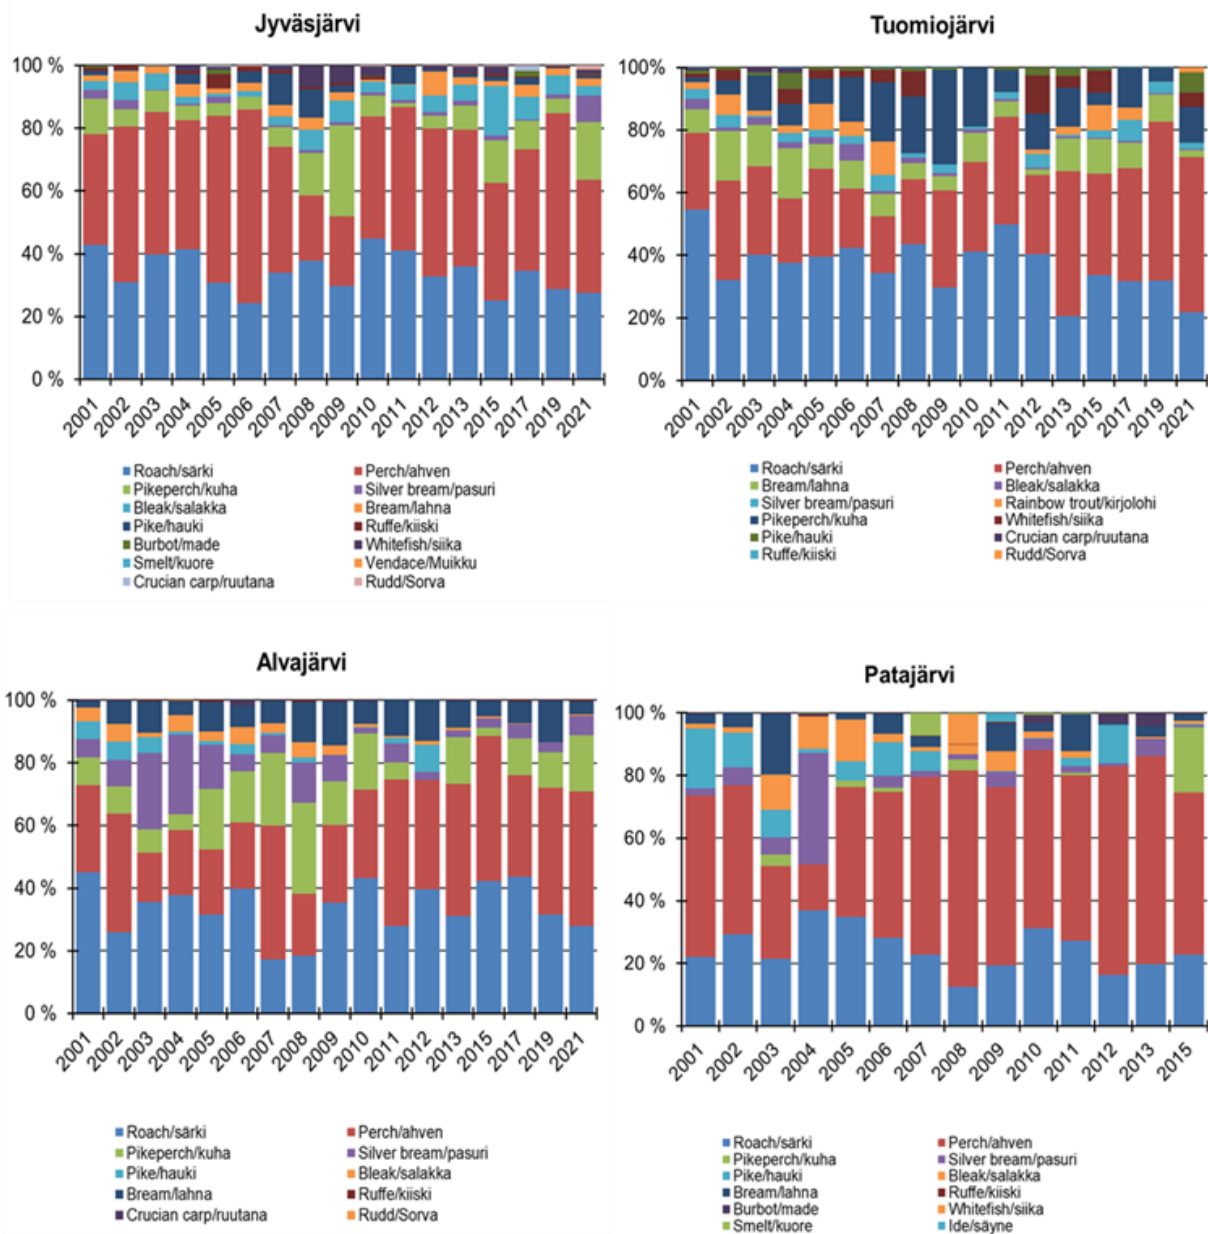 Jyväsjärvi
100 %
80 %
60 %
40 %
20 %
0 %
2001 2002 2003 2004 2005 2006 2007 2008 2009 2010 2011 2012 2013 2015 2017 2019 2021
Roach/särki Perch/ahven
Pikeperch/kuha Silver bream/pasuri
Bleak/salakka Bream/lahna
Pike/hauki Ruffe/kiiski
Burbot/made Whitefish/siika
Smelt/kuore Vendace/Muikku
Crucian carp/ruutana Rudd/Sorva
Tuomiojärvi
100%
80%
60%
40%
20%
0%
2001 2002 2003 2004 2005 2006 2007 2008 2009 2010 2011 2012 2013 2015 2017 2019 2021
Roach/särki Perch/ahven
Bream/lahna Bleak/salakka
Silver bream/pasuri Rainbow trout/kirjolohi
Pikeperch/kuha Whitefish/siika
Pike/hauki Crucian carp/ruutana
Ruffe/kiiski Rudd/Sorva
Alvajärvi
100 %
80 %
60 %
40 %
20 %
0 %
2001 2002 2003 2004 2005 2006 2007 2008 2009 2010 2011 2012 2013 2015 2017 2019 2021
Roach/särki Perch/ahven
Pikeperch/kuha Silver bream/pasuri
Pike/hauki Bleak/salakka
Bream/lahna Ruffe/kiiski
Crucian carp/ruutana Rudd/Sorva
Patajärvi
100 %
80 %
60 %
40 %
20 %
0 %
2001 2002 2003 2004 2005 2006 2007 2008 2009 2010 2011 2012 2013 2015
Roach/särki Perch/ahven
Pikeperch/kuha Silver bream/pasuri
Pike/hauki Bleak/salakka
Bream/lahna Ruffe/kiiski
Burbot/made Whitefish/siika
Smelt/kuore Ide/säyne